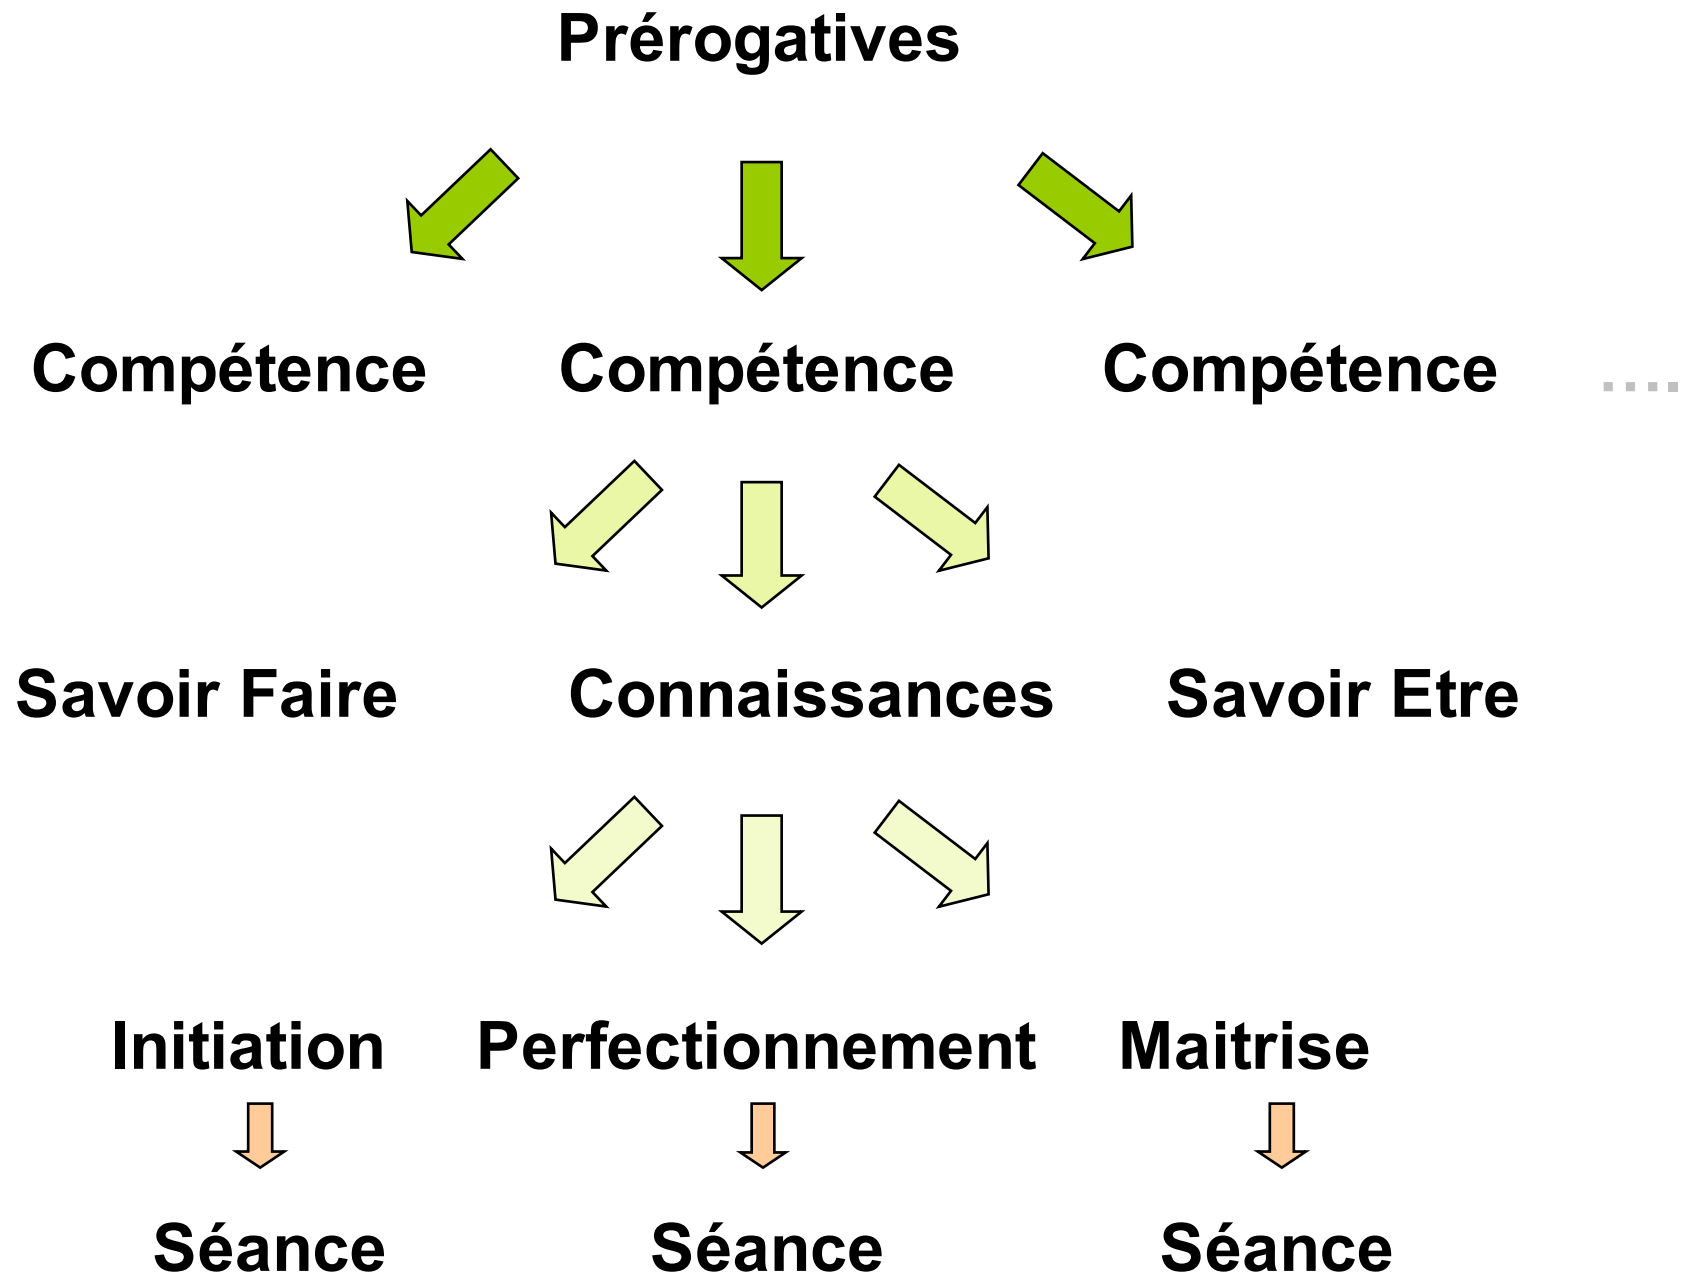 Prérogatives
Compétence Compétence Compétence ....
Savoir Faire Connaissances Savoir Etre
Initiation Perfectionnement Maitrise
Séance Séance Séance